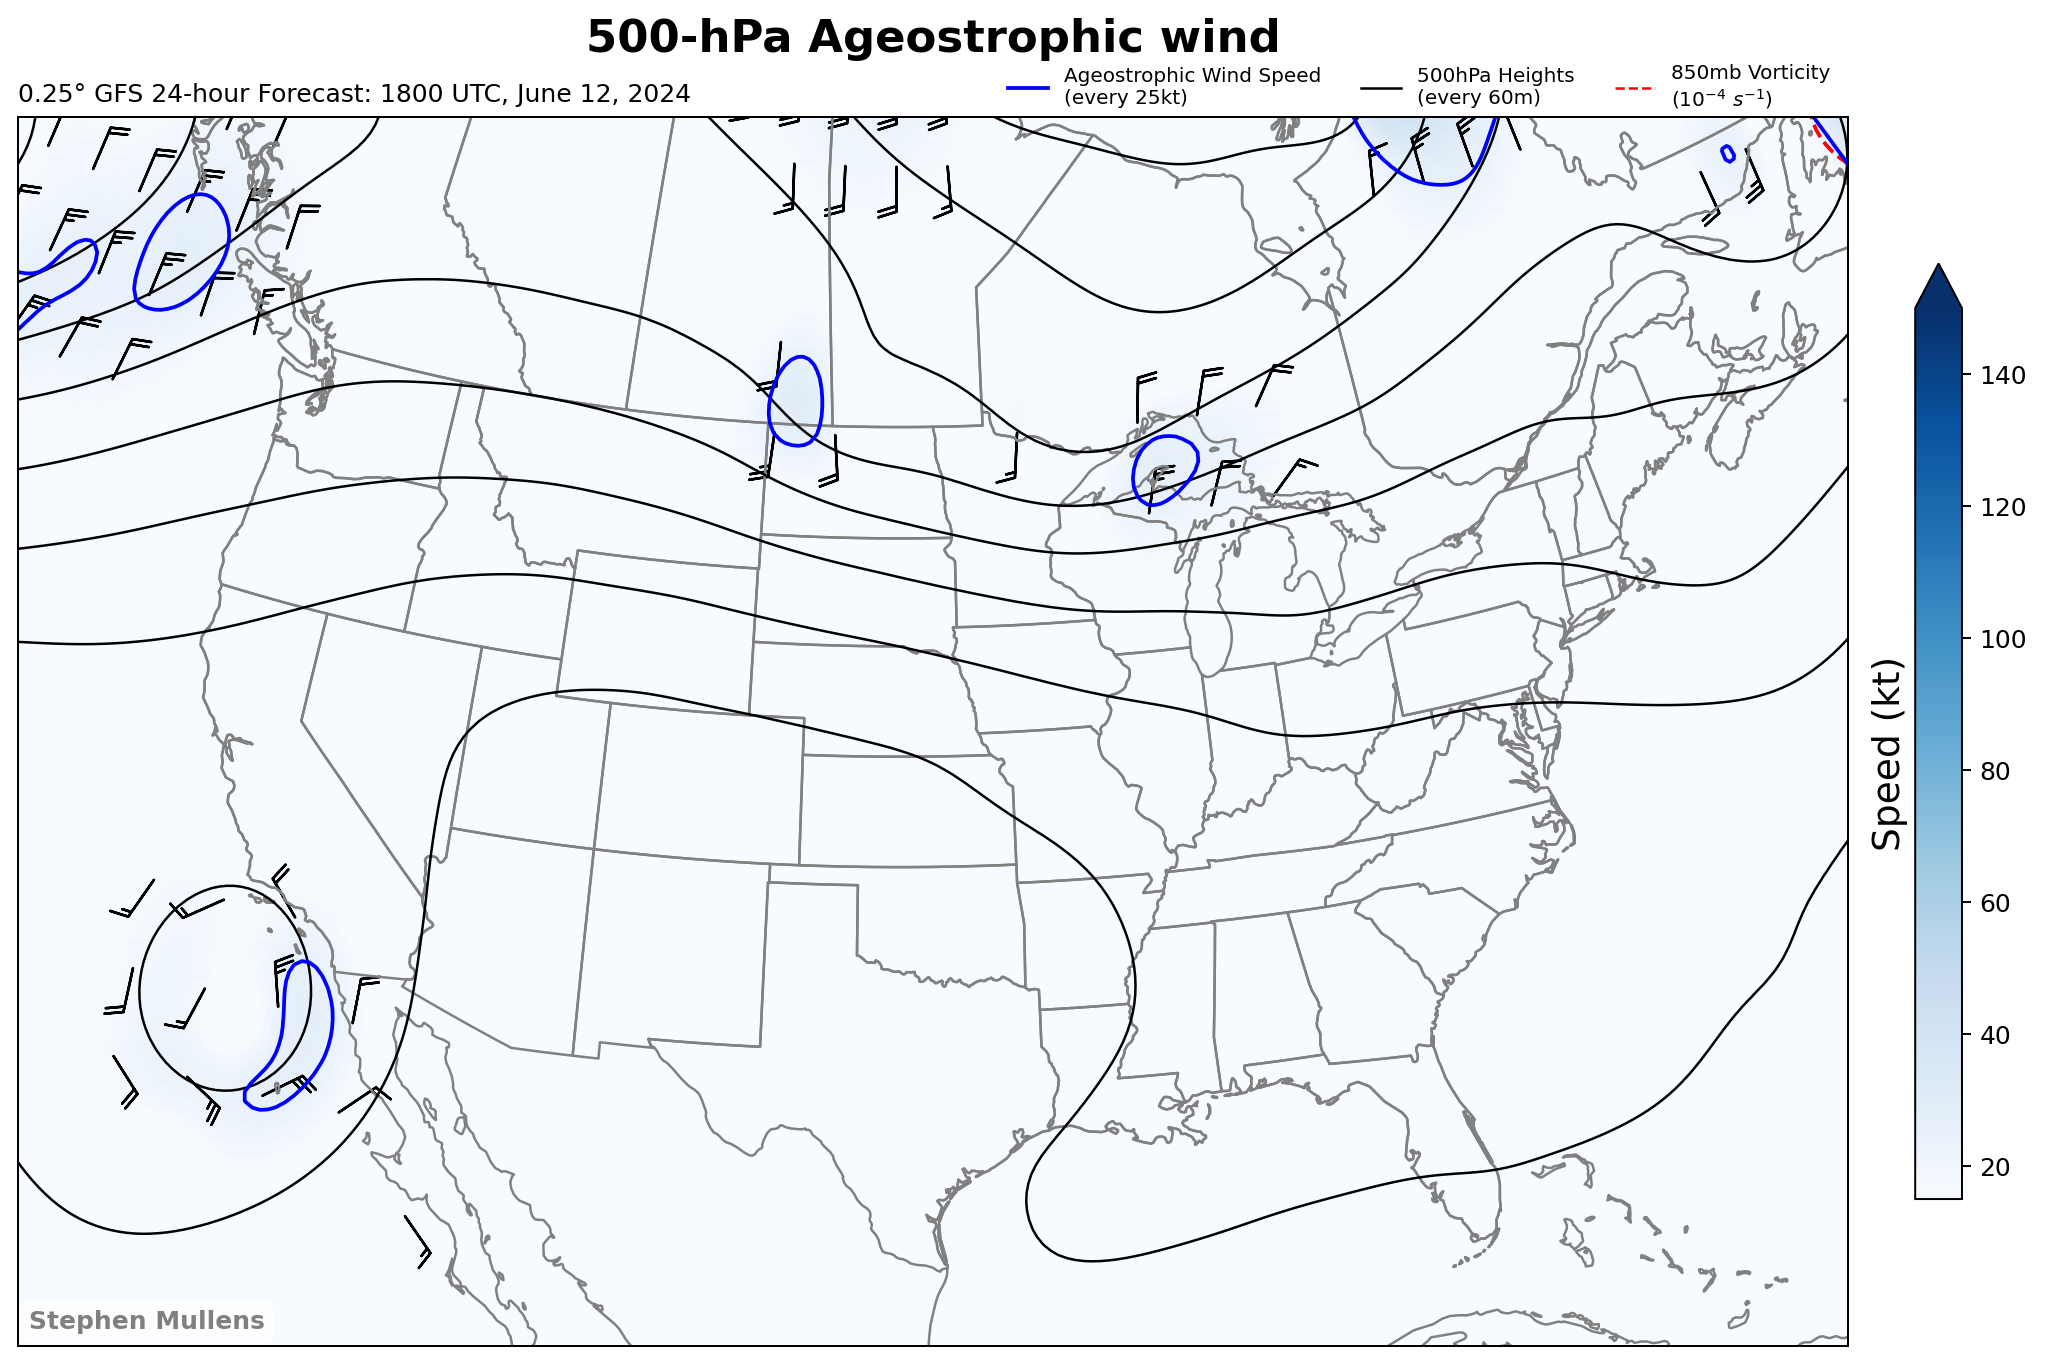 500-hPa Ageostrophic wind
0.25° GFS 24-hour Forecast: 1800 UTC, June 12, 2024
Ageostrophic Wind Speed
(every 25kt)
500hPa Heights
(every 60m)
850mb Vorticity
(10⁻⁴ s⁻¹)
140
120
100
80
60
40
20
Speed (kt)
Stephen Mullens